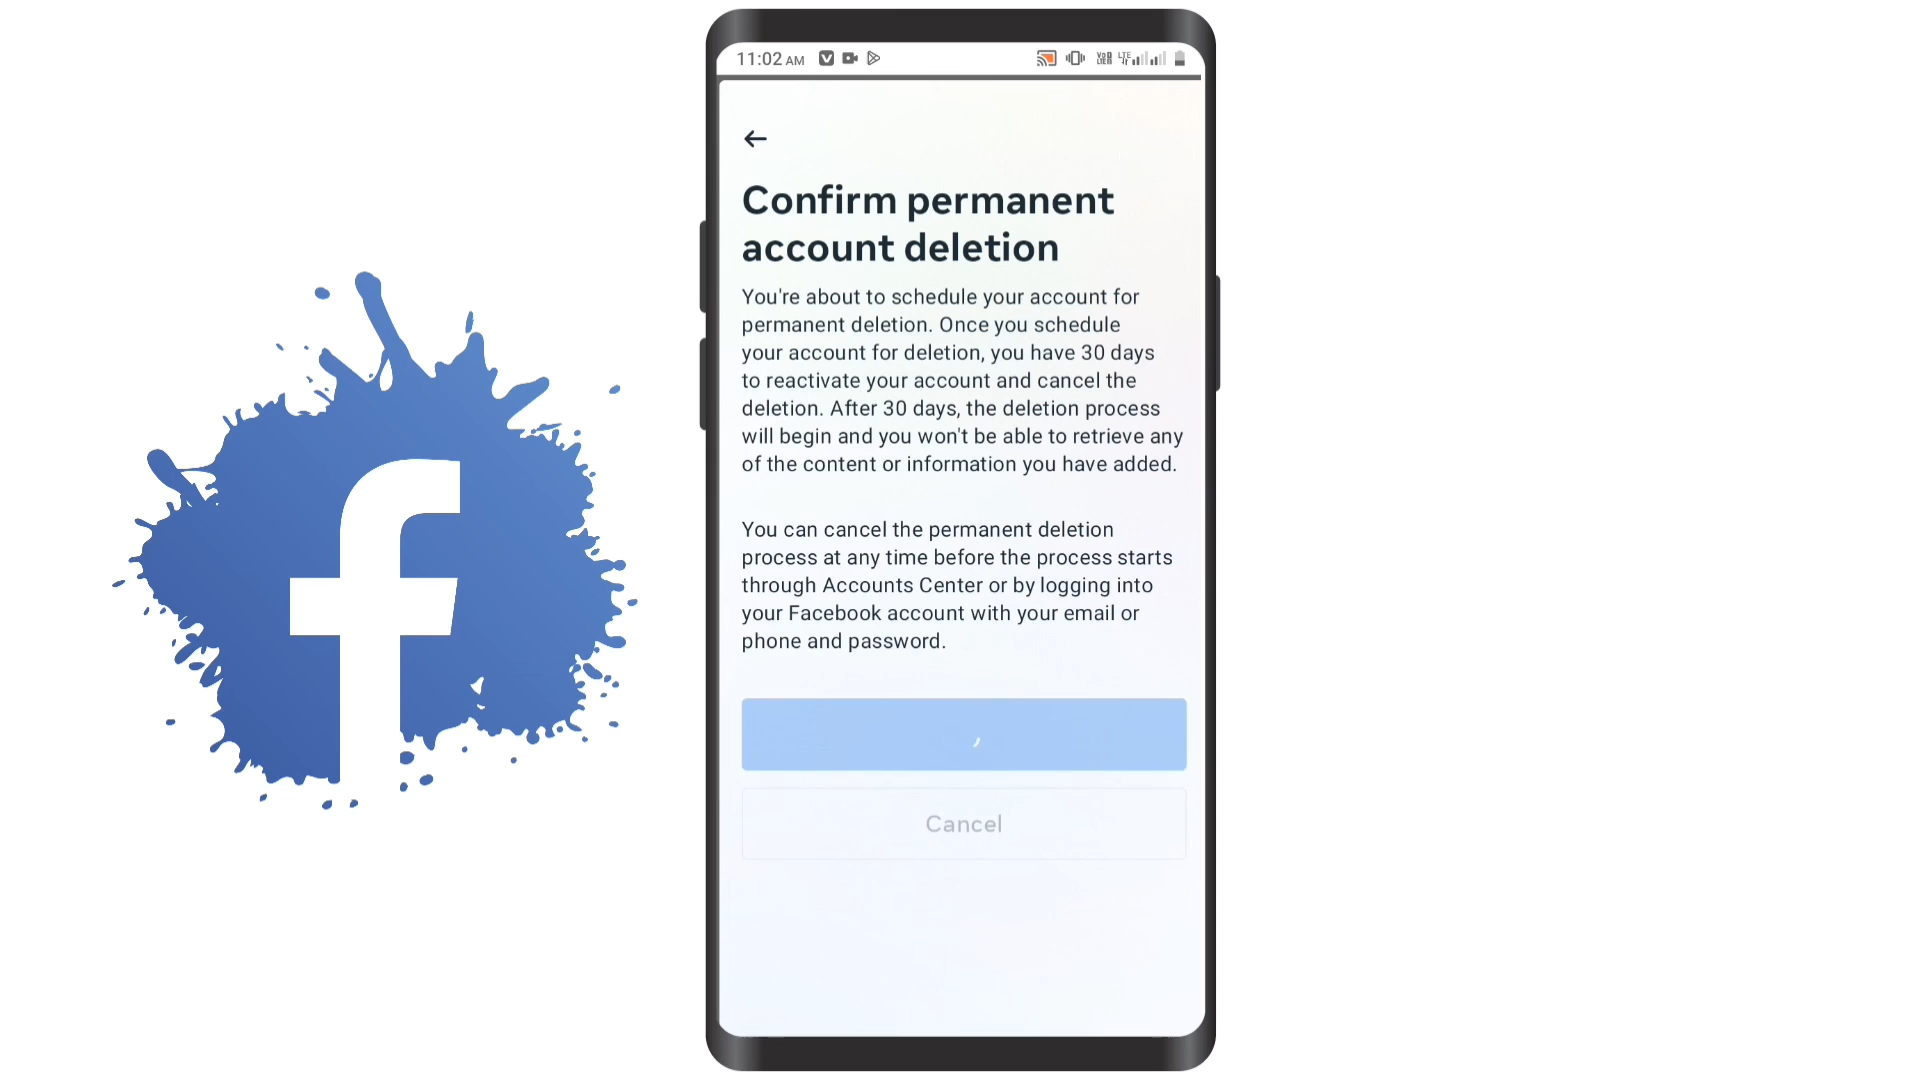 11:02 AM
Confirm permanent
account deletion
You're about to schedule your account for
permanent deletion. Once you schedule
your account for deletion, you have 30 days
to reactivate your account and cancel the
deletion. After 30 days, the deletion process
will begin and you won't be able to retrieve any
of the content or information you have added.
You can cancel the permanent deletion
process at any time before the process starts
through Accounts Center or by logging into
your Facebook account with your email or
phone and password.
Cancel